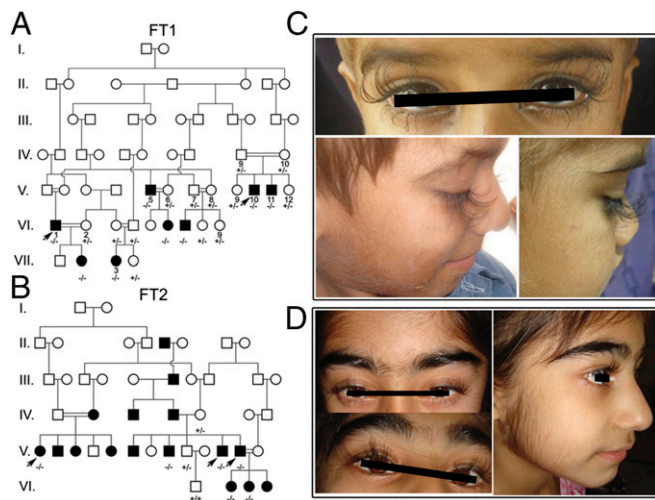 A
FT1
I.
II.
III.
IV.
9 10
+/- +/-
V.
5 6 7 8 9 10 11 12
-/- +/- +/- +/- +/- -/- -/- +/-
VI.
1 2 9
-/- +/- +/- +/- +/-
VII.
3
-/- -/- +/-
B
FT2
I.
II.
III.
IV.
+/-
V.
-/- -/- +/- -/- -/-
VI.
+/+ -/- -/- -/-
C
D